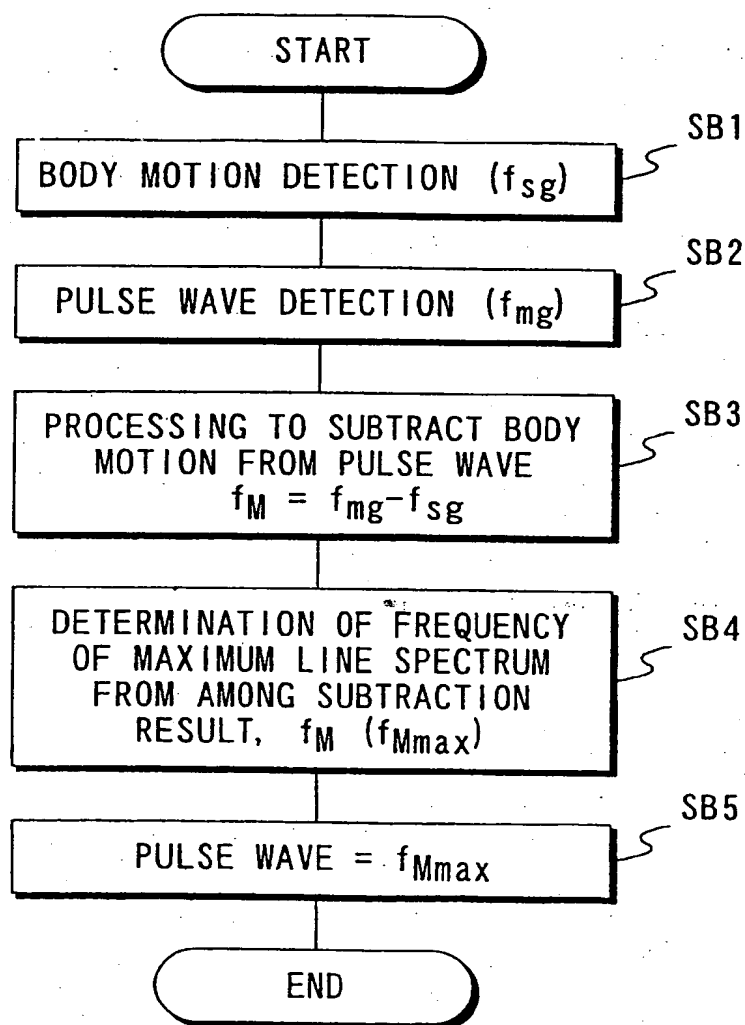 START
SB1
BODY MOTION DETECTION (fsg)
SB2
PULSE WAVE DETECTION (fmg)
SB3
PROCESSING TO SUBTRACT BODY
MOTION FROM PULSE WAVE
fM = fmg-fsg
SB4
DETERMINATION OF FREQUENCY
OF MAXIMUM LINE SPECTRUM
FROM AMONG SUBTRACTION
RESULT, fM (fMmax)
SB5
PULSE WAVE = fMmax
END